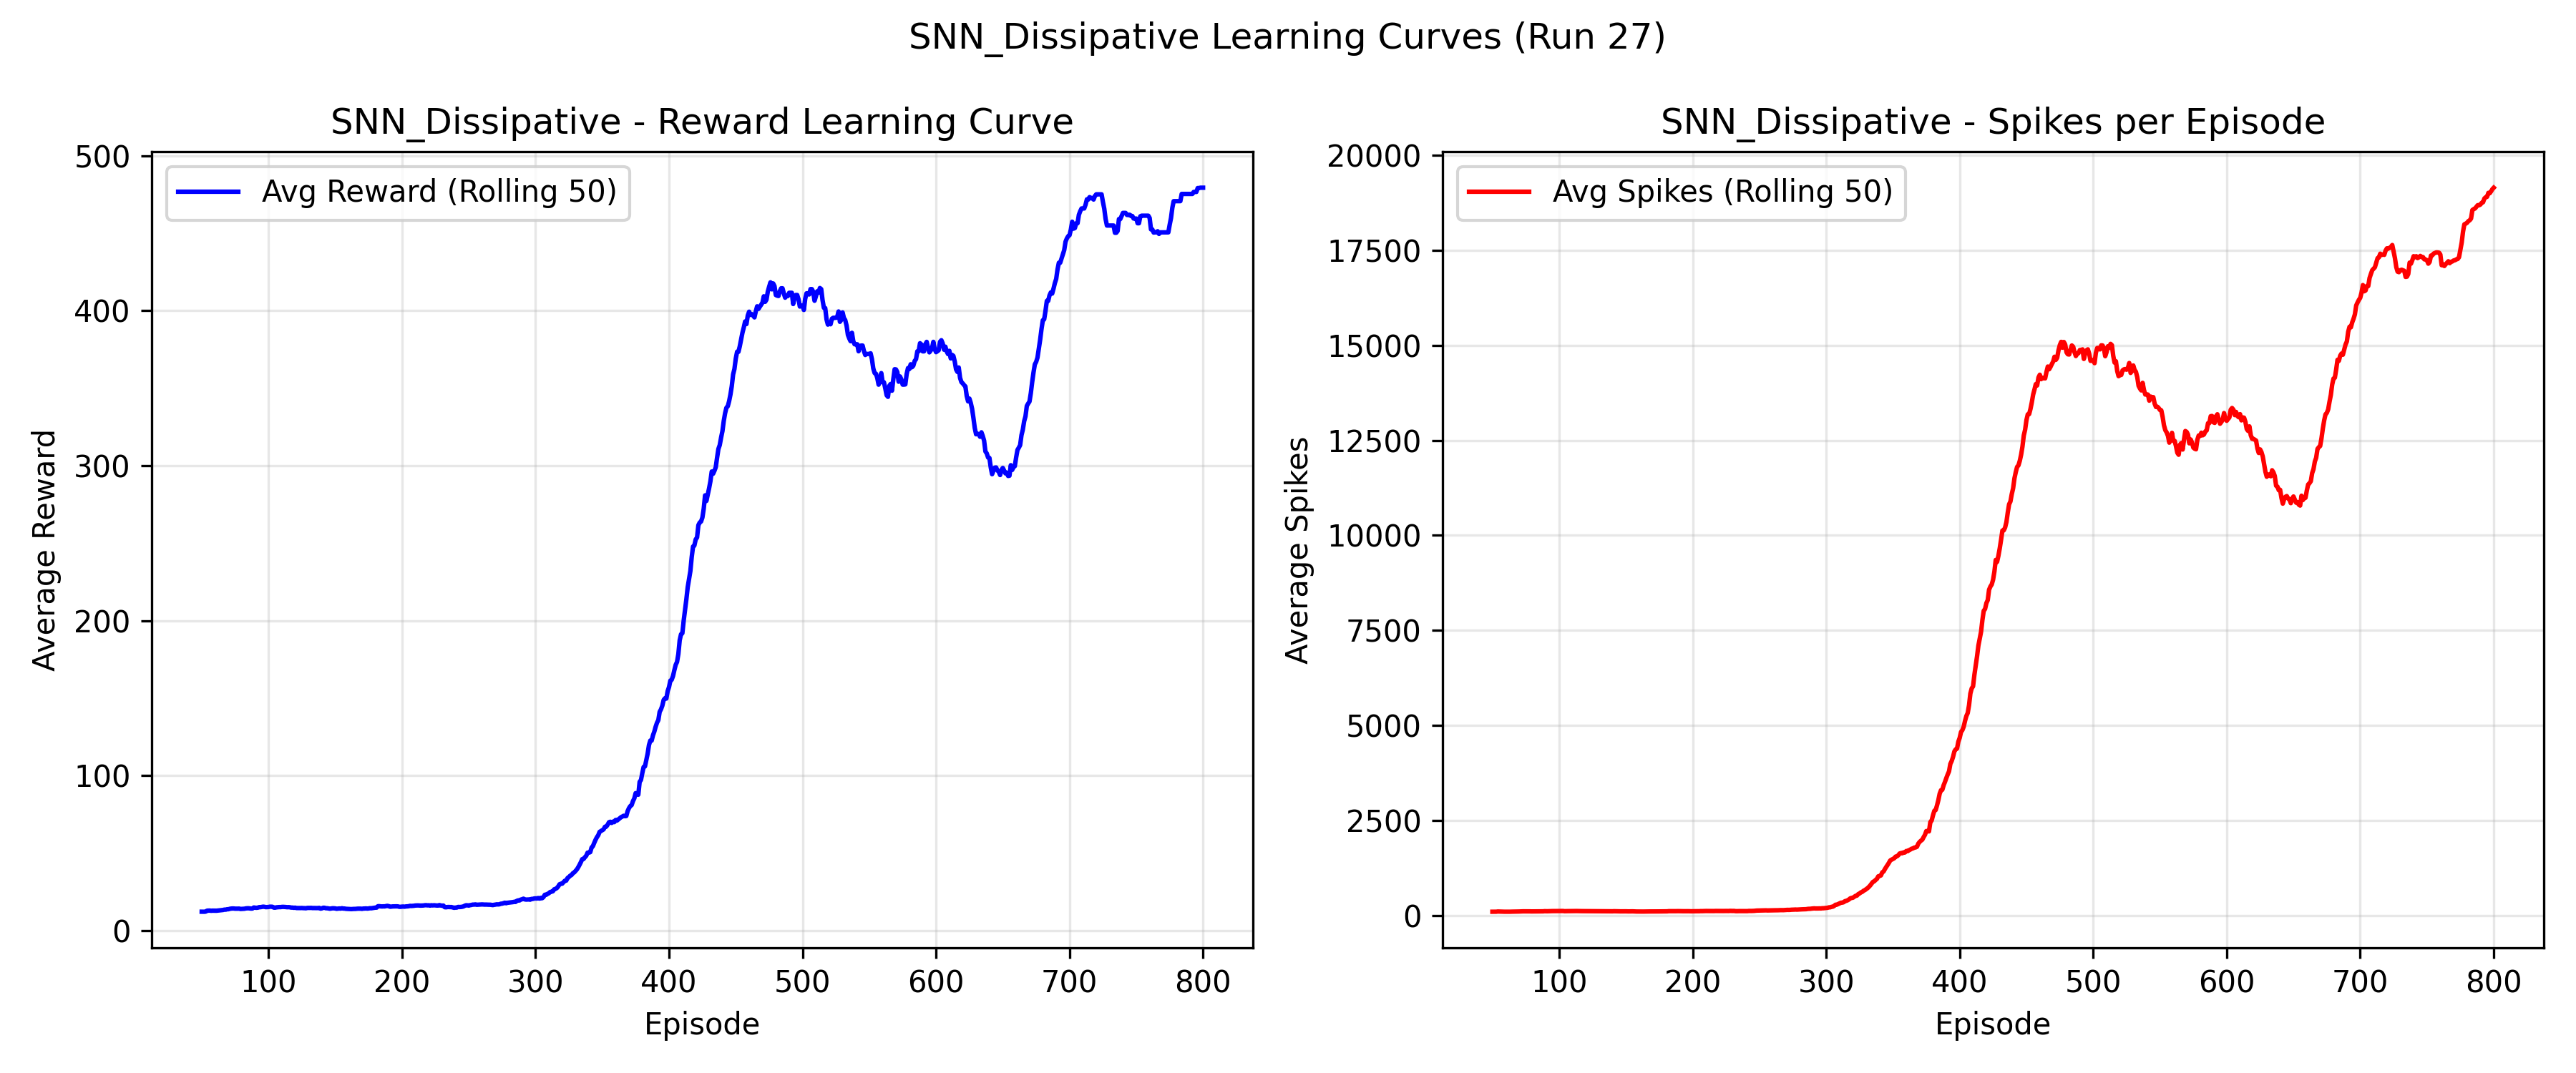 SNN_Dissipative Learning Curves (Run 27)
SNN_Dissipative - Reward Learning Curve
500
400
300
200
100
0
Average Reward
Avg Reward (Rolling 50)
100 200 300 400 500 600 700 800
Episode
SNN_Dissipative - Spikes per Episode
20000
17500
15000
12500
10000
7500
5000
2500
0
Average Spikes
Avg Spikes (Rolling 50)
100 200 300 400 500 600 700 800
Episode